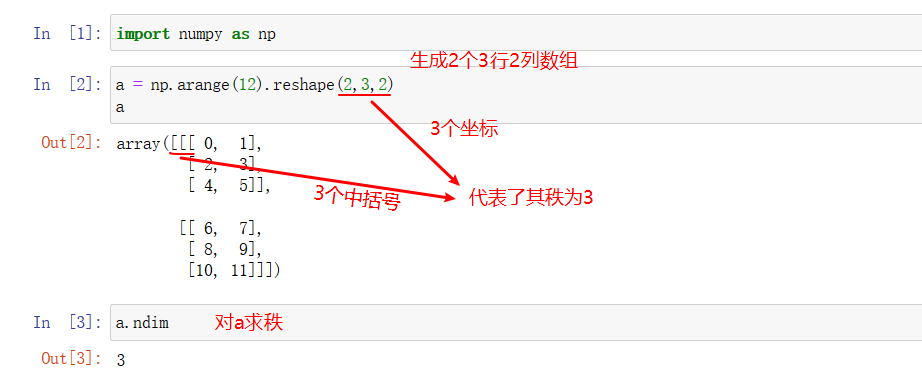 In [1]: import numpy as np
生成2个3行2列数组
In [2]: a = np.arange(12).reshape(2,3,2)
a
3个坐标
Out[2]: array([[[ 0, 1],
[ 2, 3],
[ 4, 5]],
3个中括号
代表了其秩为3
[[ 6, 7],
[ 8, 9],
[10, 11]]])
In [3]: a.ndim 对a求秩
Out[3]: 3